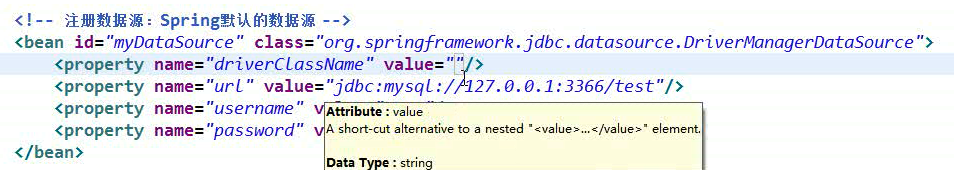 <!-- 注册数据源：Spring默认的数据源 -->
<bean id="myDataSource" class="org.springframework.jdbc.datasource.DriverManagerDataSource">
<property name="driverClassName" value=""/>
<property name="url" value="jdbc:mysql://127.0.0.1:3366/test"/>
<property name="username" v
<property name="password" v
</bean>
Attribute : value
A short-cut alternative to a nested "<value>...</value>" element.
Data Type : string